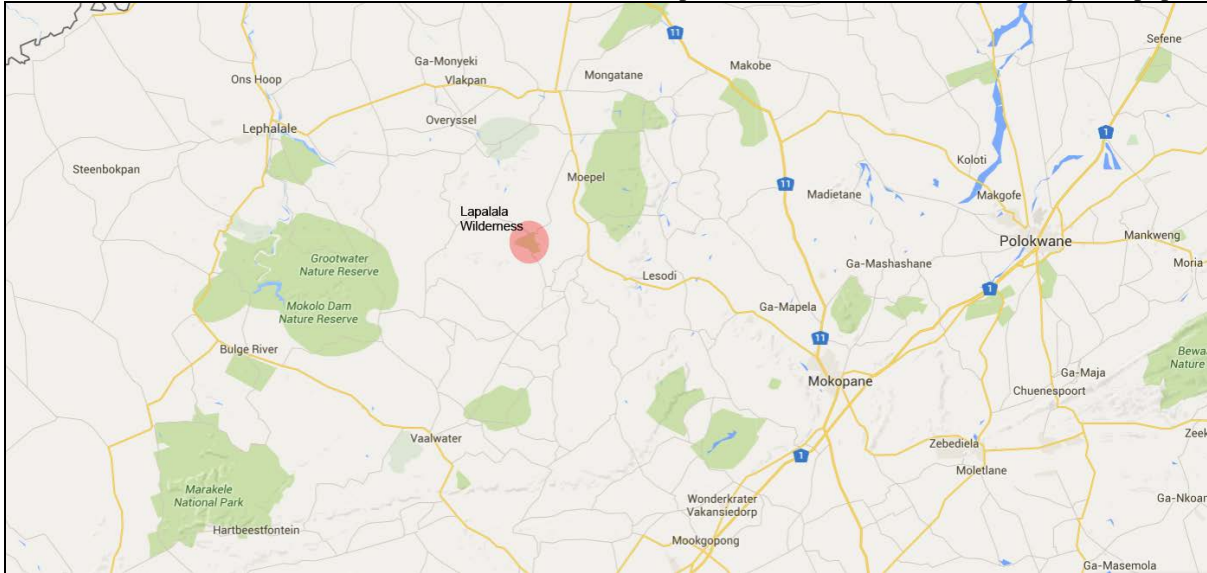 11
Sefene
Ga-Monyeki
Makobe
Vlakpan
Mongatane
Ons Hoop
Overyssel
Lephalale
1
Koloti
Steenbokpan
Moepel
11
Madietane
Makgofe
Lapalala
Wilderness
Mankweng
Polokwane
Grootwater
Nature Reserve
Ga-Mashashane
Moria
Lesodi
1
Mokolo Dam
Nature Reserve
Ga-Mapela
11
Bulge River
Bewa
Nature
Mokopane
Ga-Maja
Chuenespoort
Vaalwater
Zeek
Zebediela
1
Moletlane
Marakele
National Park
Wonderkrater
Vakansiedorp
Ga-Nkoan
Hartbeestfontein
Mookgopong
Ga-Masemola